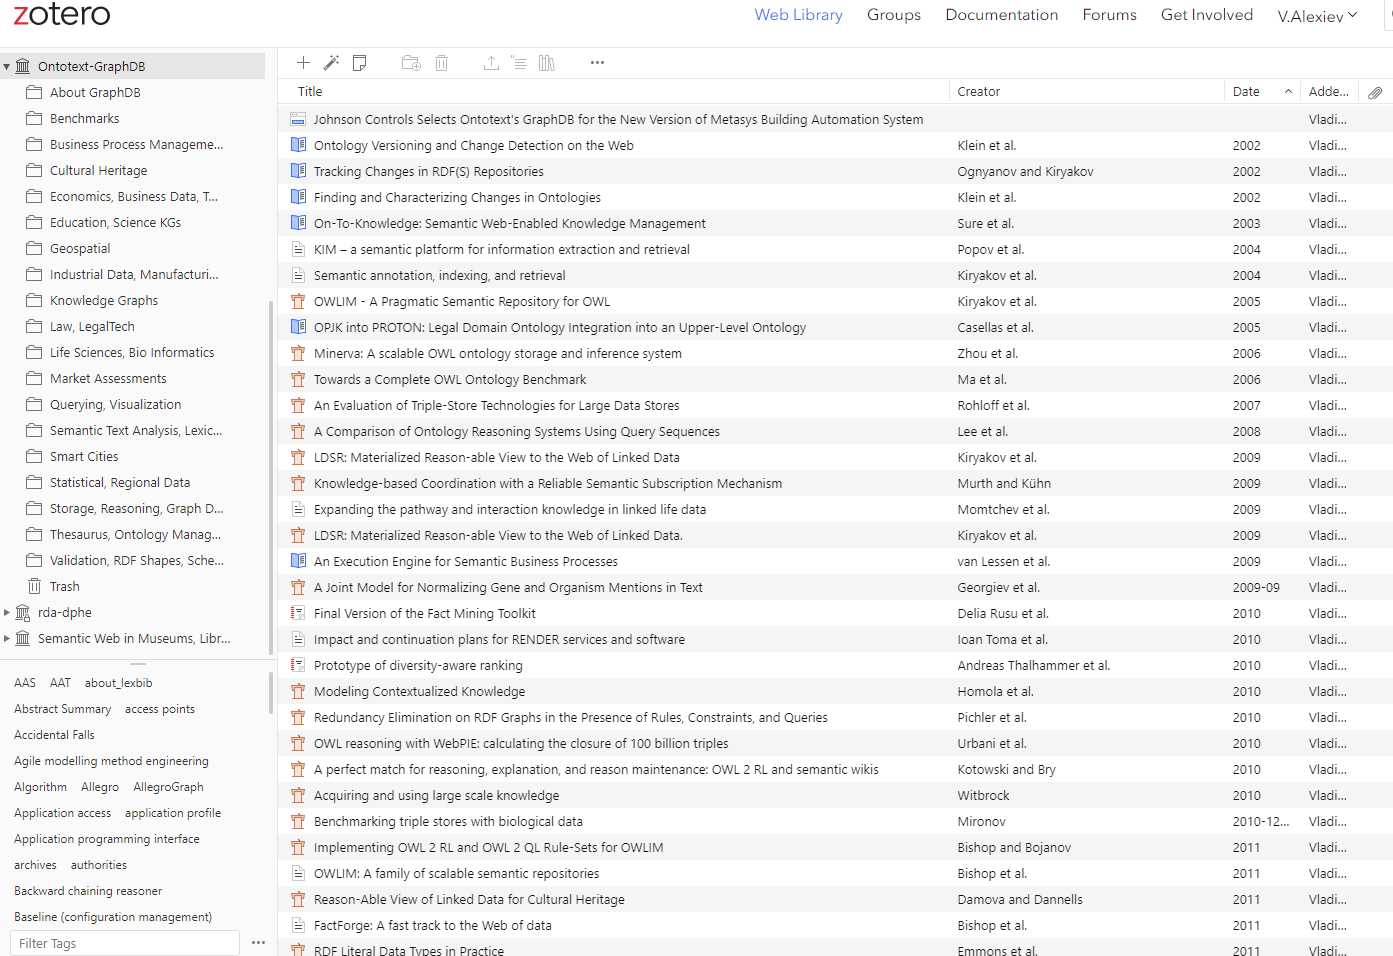 zotero
Web Library Groups Documentation Forums Get Involved V.Alexiev
Ontotext-GraphDB
About GraphDB
Benchmarks
Business Process Manageme...
Cultural Heritage
Economics, Business Data, T...
Education, Science KGs
Geospatial
Industrial Data, Manufacturi...
Knowledge Graphs
Law, LegalTech
Life Sciences, Bio Informatics
Market Assessments
Querying, Visualization
Semantic Text Analysis, Lexic...
Smart Cities
Statistical, Regional Data
Storage, Reasoning, Graph D...
Thesaurus, Ontology Manag...
Validation, RDF Shapes, Sche...
Trash
rda-dphe
Semantic Web in Museums, Libr...
AAS AAT about_lexbib
Abstract Summary access points
Accidental Falls
Agile modelling method engineering
Algorithm Allegro AllegroGraph
Application access application profile
Application programming interface
archives authorities
Backward chaining reasoner
Baseline (configuration management)
Filter Tags
Title Creator Date Adde...
Johnson Controls Selects Ontotext's GraphDB for the New Version of Metasys Building Automation System Vladi...
Ontology Versioning and Change Detection on the Web Klein et al. 2002 Vladi...
Tracking Changes in RDF(S) Repositories Ognyanov and Kiryakov 2002 Vladi...
Finding and Characterizing Changes in Ontologies Klein et al. 2002 Vladi...
On-To-Knowledge: Semantic Web-Enabled Knowledge Management Sure et al. 2003 Vladi...
KIM – a semantic platform for information extraction and retrieval Popov et al. 2004 Vladi...
Semantic annotation, indexing, and retrieval Kiryakov et al. 2004 Vladi...
OWLIM - A Pragmatic Semantic Repository for OWL Kiryakov et al. 2005 Vladi...
OPJK into PROTON: Legal Domain Ontology Integration into an Upper-Level Ontology Casellas et al. 2005 Vladi...
Minerva: A scalable OWL ontology storage and inference system Zhou et al. 2006 Vladi...
Towards a Complete OWL Ontology Benchmark Ma et al. 2006 Vladi...
An Evaluation of Triple-Store Technologies for Large Data Stores Rohloff et al. 2007 Vladi...
A Comparison of Ontology Reasoning Systems Using Query Sequences Lee et al. 2008 Vladi...
LDSR: Materialized Reason-able View to the Web of Linked Data Kiryakov et al. 2009 Vladi...
Knowledge-based Coordination with a Reliable Semantic Subscription Mechanism Murth and Kühn 2009 Vladi...
Expanding the pathway and interaction knowledge in linked life data Momtchev et al. 2009 Vladi...
LDSR: Materialized Reason-able View to the Web of Linked Data. Kiryakov et al. 2009 Vladi...
An Execution Engine for Semantic Business Processes van Lessen et al. 2009 Vladi...
A Joint Model for Normalizing Gene and Organism Mentions in Text Georgiev et al. 2009-09 Vladi...
Final Version of the Fact Mining Toolkit Delia Rusu et al. 2010 Vladi...
Impact and continuation plans for RENDER services and software Ioan Toma et al. 2010 Vladi...
Prototype of diversity-aware ranking Andreas Thalhammer et al. 2010 Vladi...
Modeling Contextualized Knowledge Homola et al. 2010 Vladi...
Redundancy Elimination on RDF Graphs in the Presence of Rules, Constraints, and Queries Pichler et al. 2010 Vladi...
OWL reasoning with WebPIE: calculating the closure of 100 billion triples Urbani et al. 2010 Vladi...
A perfect match for reasoning, explanation, and reason maintenance: OWL 2 RL and semantic wikis Kotowski and Bry 2010 Vladi...
Acquiring and using large scale knowledge Witbrock 2010 Vladi...
Benchmarking triple stores with biological data Mironov 2010-12... Vladi...
Implementing OWL 2 RL and OWL 2 QL Rule-Sets for OWLIM Bishop and Bojanov 2011 Vladi...
OWLIM: A family of scalable semantic repositories Bishop et al. 2011 Vladi...
Reason-Able View of Linked Data for Cultural Heritage Damova and Dannells 2011 Vladi...
FactForge: A fast track to the Web of data Bishop et al. 2011 Vladi...
RDF Literal Data Types in Practice Emmons et al. 2011 Vladi...